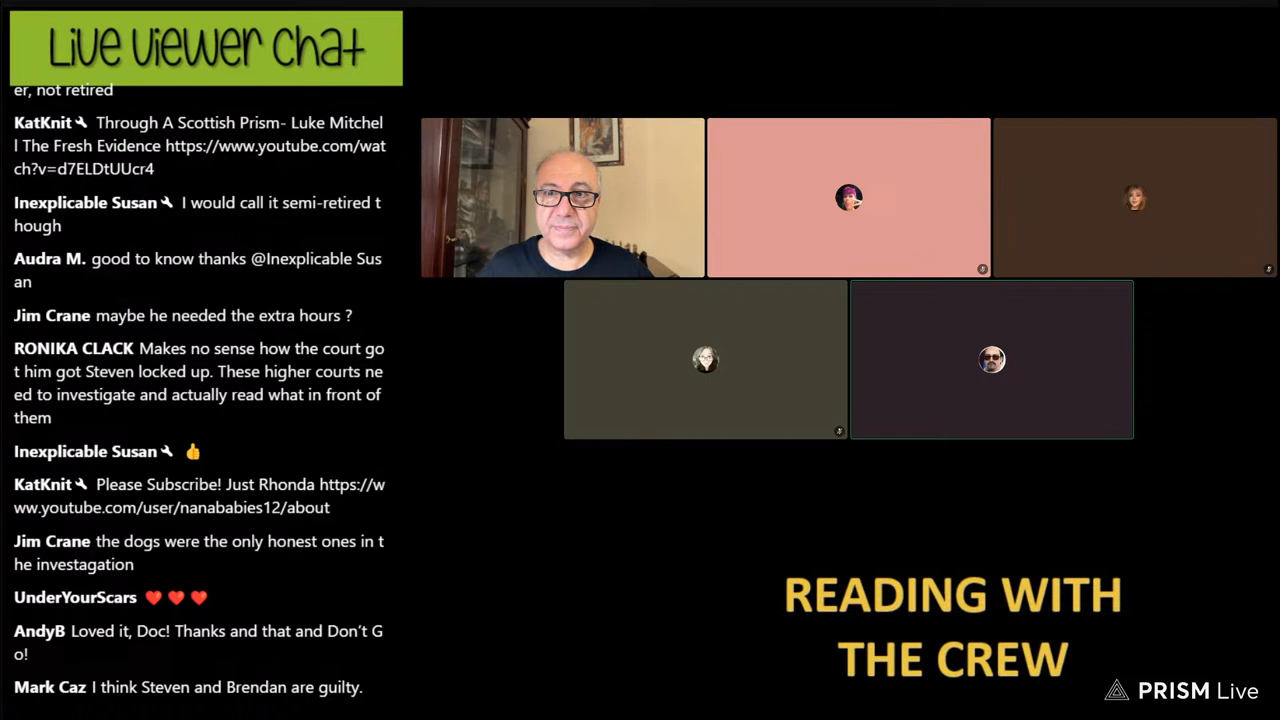 Live Viewer Chat
er, not retired
KatKnit Through A Scottish Prism- Luke Mitchel
l The Fresh Evidence https://www.youtube.com/wat
ch?v=d7ELDtUUcr4
Inexplicable Susan I would call it semi-retired t
hough
Audra M. good to know thanks @Inexplicable Sus
an
Jim Crane maybe he needed the extra hours ?
RONIKA CLACK Makes no sense how the court go
t him got Steven locked up. These higher courts ne
ed to investigate and actually read what in front of
them
Inexplicable Susan 👍
KatKnit Please Subscribe! Just Rhonda https://w
ww.youtube.com/user/nanababies12/about
Jim Crane the dogs were the only honest ones in t
he investagation
UnderYourScars ❤️ ❤️ ❤️
AndyB Loved it, Doc! Thanks and that and Don't G
o!
Mark Caz I think Steven and Brendan are guilty.
READING WITH
THE CREW
PRISM Live